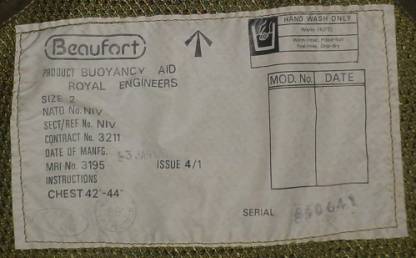 Beaufort
PRODUCT BUOYANCY AID
ROYAL ENGINEERS
SIZE 2
NATO No. NIV
SECT/REF No. NIV
CONTRACT No. 3211
DATE OF MANFG.
MRI No. 3195 ISSUE 4/1
INSTRUCTIONS
CHEST 42"-44"
HAND WASH ONLY
MOD. No. DATE
SERIAL